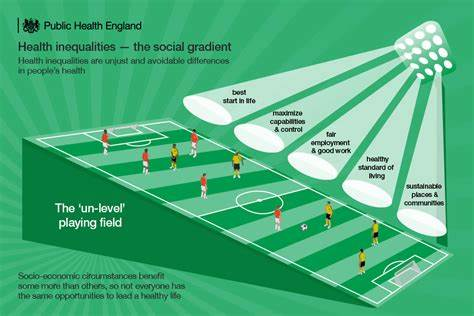 Public Health England
Health inequalities — the social gradient
Health inequalities are unjust and avoidable differences
in people's health
best
start in life
maximize
capabilities
& control
fair
employment
& good work
healthy
standard of
living
sustainable
places &
communities
The 'un-level'
playing field
Socio-economic circumstances benefit
some more than others, so not everyone has
the same opportunities to lead a healthy life